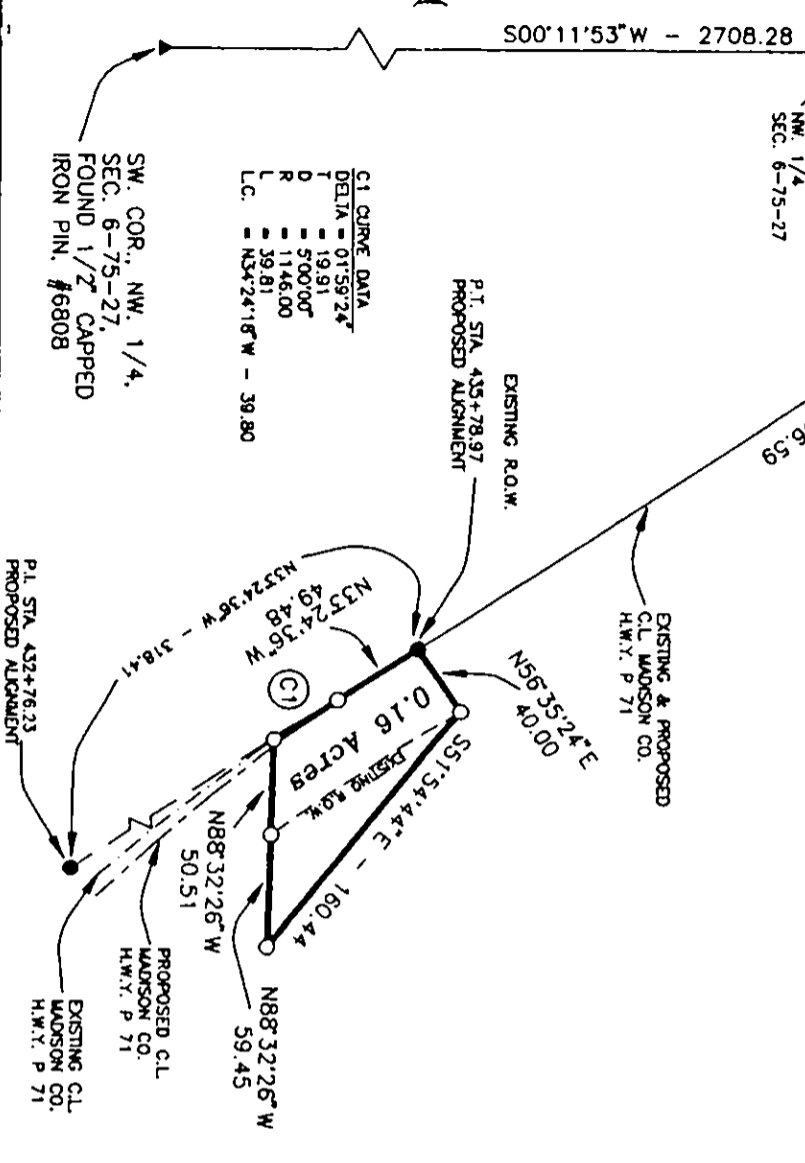 S00°11'53"W - 2708.28
NW. 1/4
SEC. 6-75-27
6.59
SW. COR., NW. 1/4,
SEC. 6-75-27,
FOUND 1/2" CAPPED
IRON PIN, #6808
C1 CURVE DATA
DELTA = 01°59'24"
T = 19.91
D = 5°00'00"
R = 1146.00
L = 39.81
L.C. = N34°24'18"W - 39.80
EXISTING R.O.W.
P.T. STA. 435+78.97
PROPOSED ALIGNMENT
EXISTING & PROPOSED
C.L. MADISON CO.
H.W.Y. P 71
N56°35'24"E
40.00
N33°24'36"W
49.48
N33°24'36"W - 318.41
C1
0.16 Acres
EXISTING R.O.W.
S51°54'44"E - 160.44
N88°32'26"W
50.51
N88°32'26"W
59.45
P.I. STA. 432+76.23
PROPOSED ALIGNMENT
PROPOSED C.L.
MADISON CO.
H.W.Y. P 71
EXISTING C.L.
MADISON CO.
H.W.Y. P 71